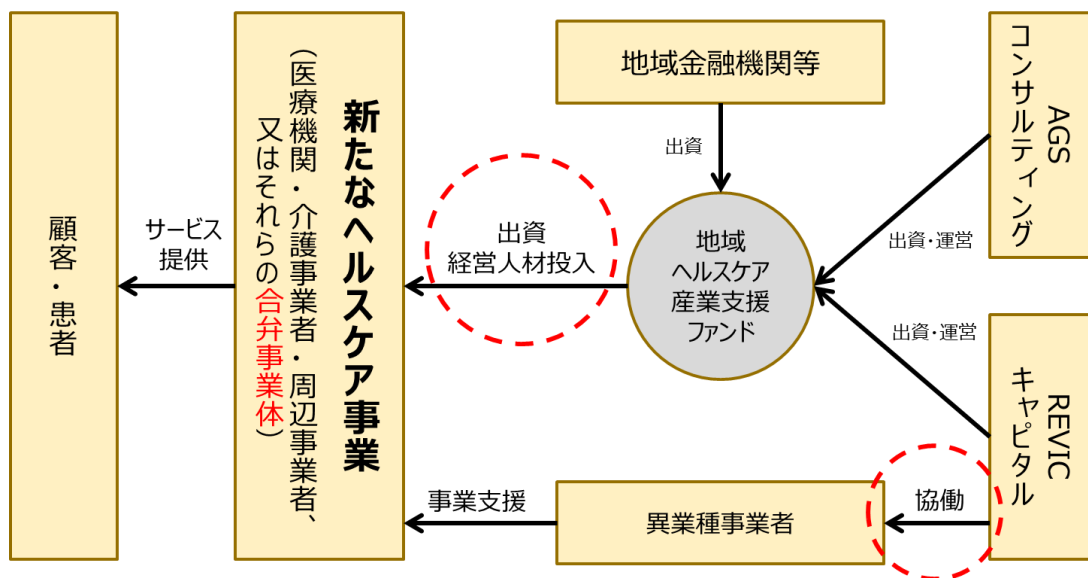 顧客・患者
サービス
提供
新たなヘルスケア事業
（医療機関・介護事業者・周辺事業者、
又はそれらの合弁事業体）
出資
経営人材投入
事業支援
地域金融機関等
出資
地域
ヘルスケア
産業支援
ファンド
異業種事業者
出資・運営
出資・運営
協働
AGS
コンサルティング
REVIC
キャピタル